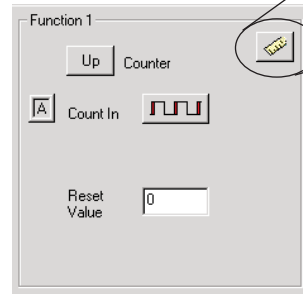 Function 1
Up Counter
A Count In
Reset
Value 0